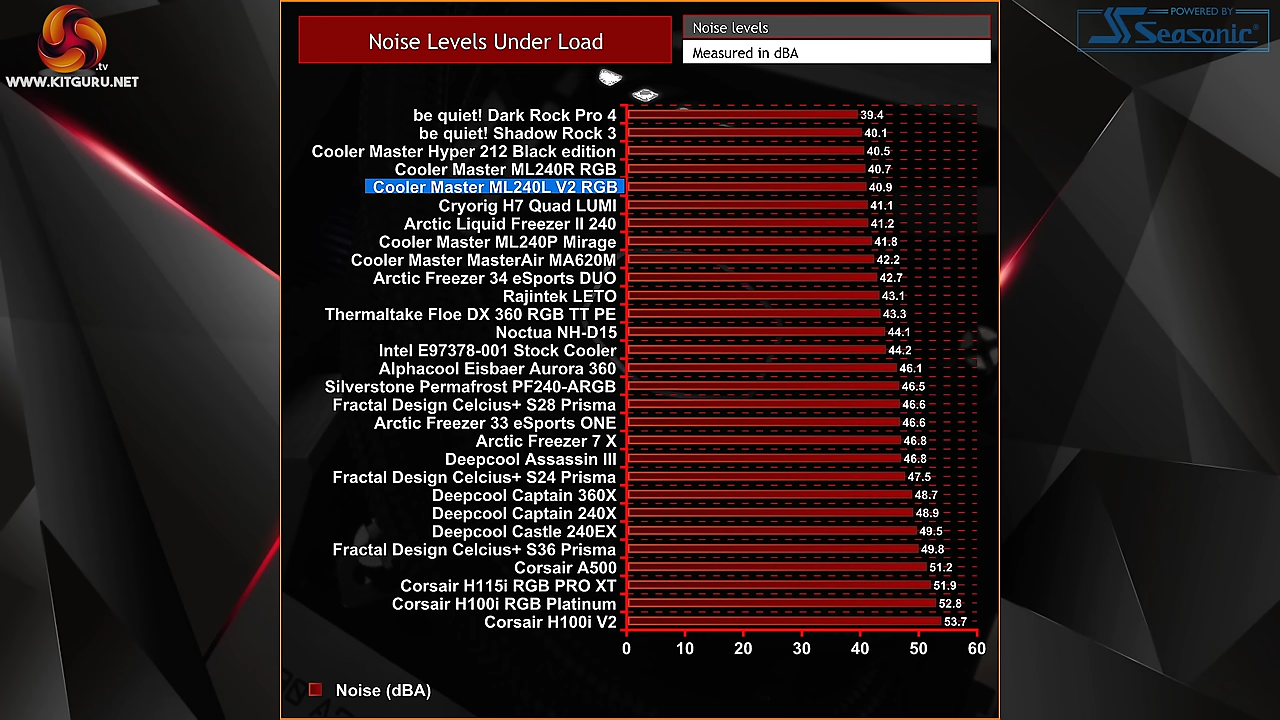 .tv
WWW.KITGURU.NET
Noise Levels Under Load
Noise levels
Measured in dBA
POWERED BY
Seasonic®
be quiet! Dark Rock Pro 4 39.4
be quiet! Shadow Rock 3 40.1
Cooler Master Hyper 212 Black edition 40.5
Cooler Master ML240R RGB 40.7
Cooler Master ML240L V2 RGB 40.9
Cryorig H7 Quad LUMI 41.1
Arctic Liquid Freezer II 240 41.2
Cooler Master ML240P Mirage 41.8
Cooler Master MasterAir MA620M 42.2
Arctic Freezer 34 eSports DUO 42.7
Rajintek LETO 43.1
Thermaltake Floe DX 360 RGB TT PE 43.3
Noctua NH-D15 44.1
Intel E97378-001 Stock Cooler 44.2
Alphacool Eisbaer Aurora 360 46.1
Silverstone Permafrost PF240-ARGB 46.5
Fractal Design Celcius+ S28 Prisma 46.6
Arctic Freezer 33 eSports ONE 46.6
Arctic Freezer 7 X 46.8
Deepcool Assassin III 46.8
Fractal Design Celcius+ S24 Prisma 47.5
Deepcool Captain 360X 48.7
Deepcool Captain 240X 48.9
Deepcool Castle 240EX 49.5
Fractal Design Celcius+ S36 Prisma 49.8
Corsair A500 51.2
Corsair H115i RGB PRO XT 51.9
Corsair H100i RGB Platinum 52.8
Corsair H100i V2 53.7
0 10 20 30 40 50 60
Noise (dBA)